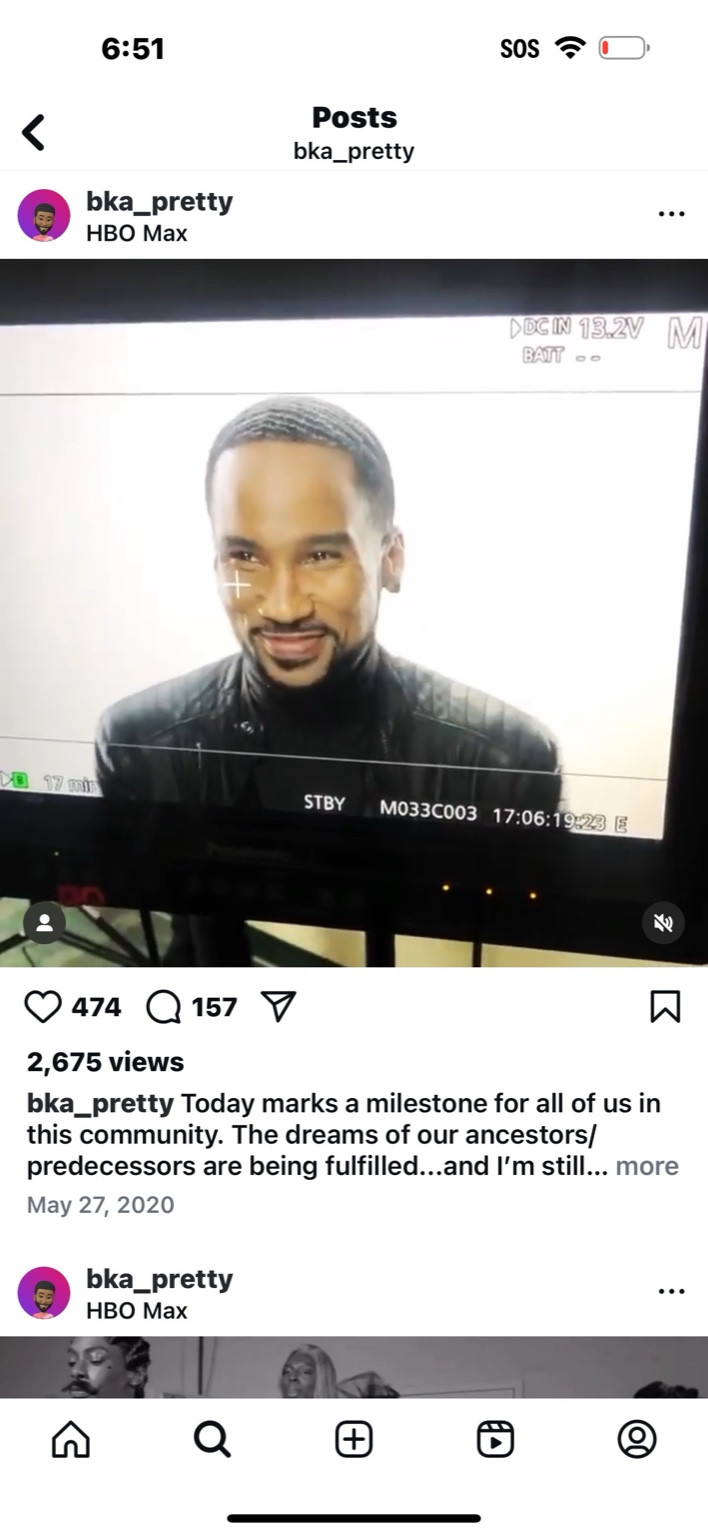 6:51
SOS
Posts
bka_pretty
bka_pretty
HBO Max
DC IN 13.2V M
BATT --
17 min
STBY M033C003 17:06:19:23 E
474 157
2,675 views
bka_pretty Today marks a milestone for all of us in
this community. The dreams of our ancestors/
predecessors are being fulfilled...and I'm still... more
May 27, 2020
bka_pretty
HBO Max